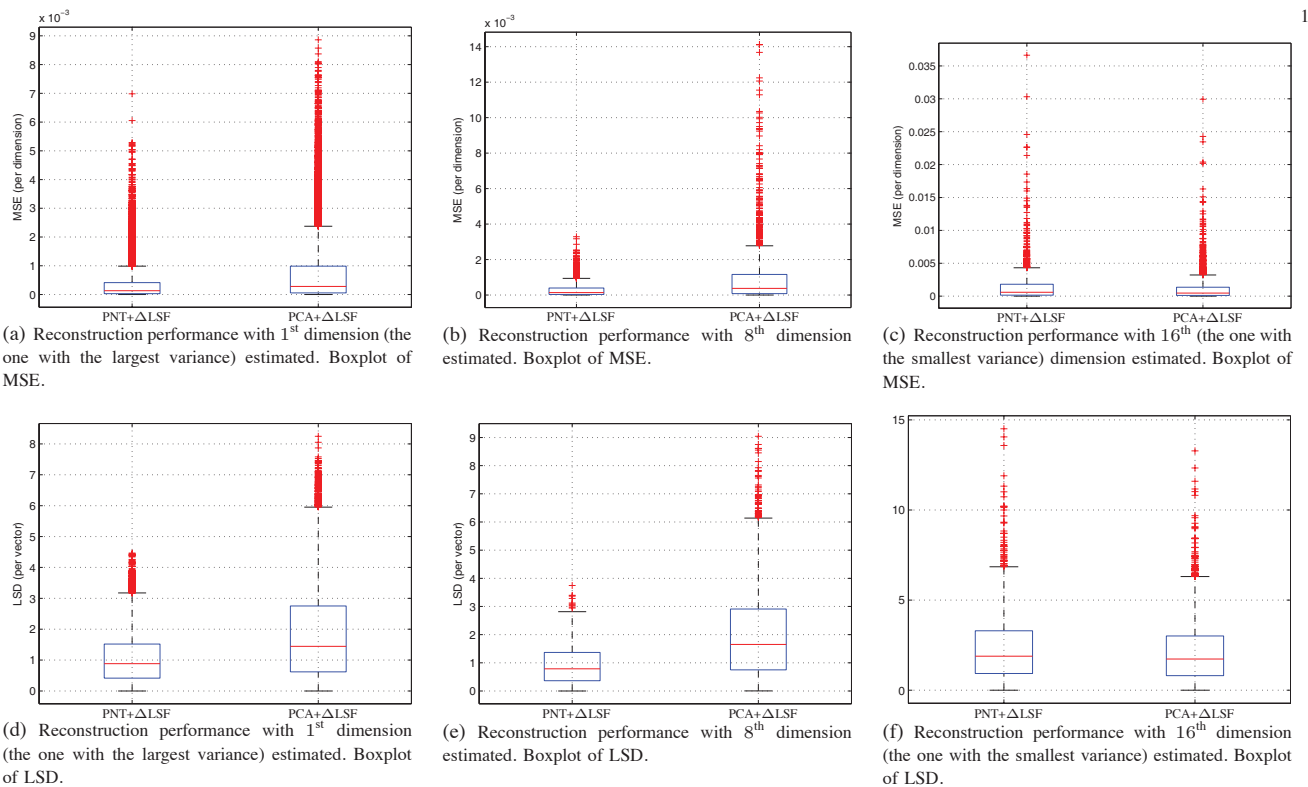 1
x 10⁻³
9
8
7
6
5
4
3
2
1
0
MSE (per dimension)
PNT+ΔLSF PCA+ΔLSF
(a) Reconstruction performance with 1st dimension (the
one with the largest variance) estimated. Boxplot of
MSE.
x 10⁻³
14
12
10
8
6
4
2
0
MSE (per dimension)
PNT+ΔLSF PCA+ΔLSF
(b) Reconstruction performance with 8th dimension
estimated. Boxplot of MSE.
0.035
0.03
0.025
0.02
0.015
0.01
0.005
0
MSE (per dimension)
PNT+ΔLSF PCA+ΔLSF
(c) Reconstruction performance with 16th (the one with
the smallest variance) dimension estimated. Boxplot of
MSE.
8
7
6
5
4
3
2
1
0
LSD (per vector)
PNT+ΔLSF PCA+ΔLSF
(d) Reconstruction performance with 1st dimension
(the one with the largest variance) estimated. Boxplot
of LSD.
9
8
7
6
5
4
3
2
1
0
LSD (per vector)
PNT+ΔLSF PCA+ΔLSF
(e) Reconstruction performance with 8th dimension
estimated. Boxplot of LSD.
15
10
5
0
PNT+ΔLSF PCA+ΔLSF
(f) Reconstruction performance with 16th dimension
(the one with the smallest variance) estimated. Boxplot
of LSD.